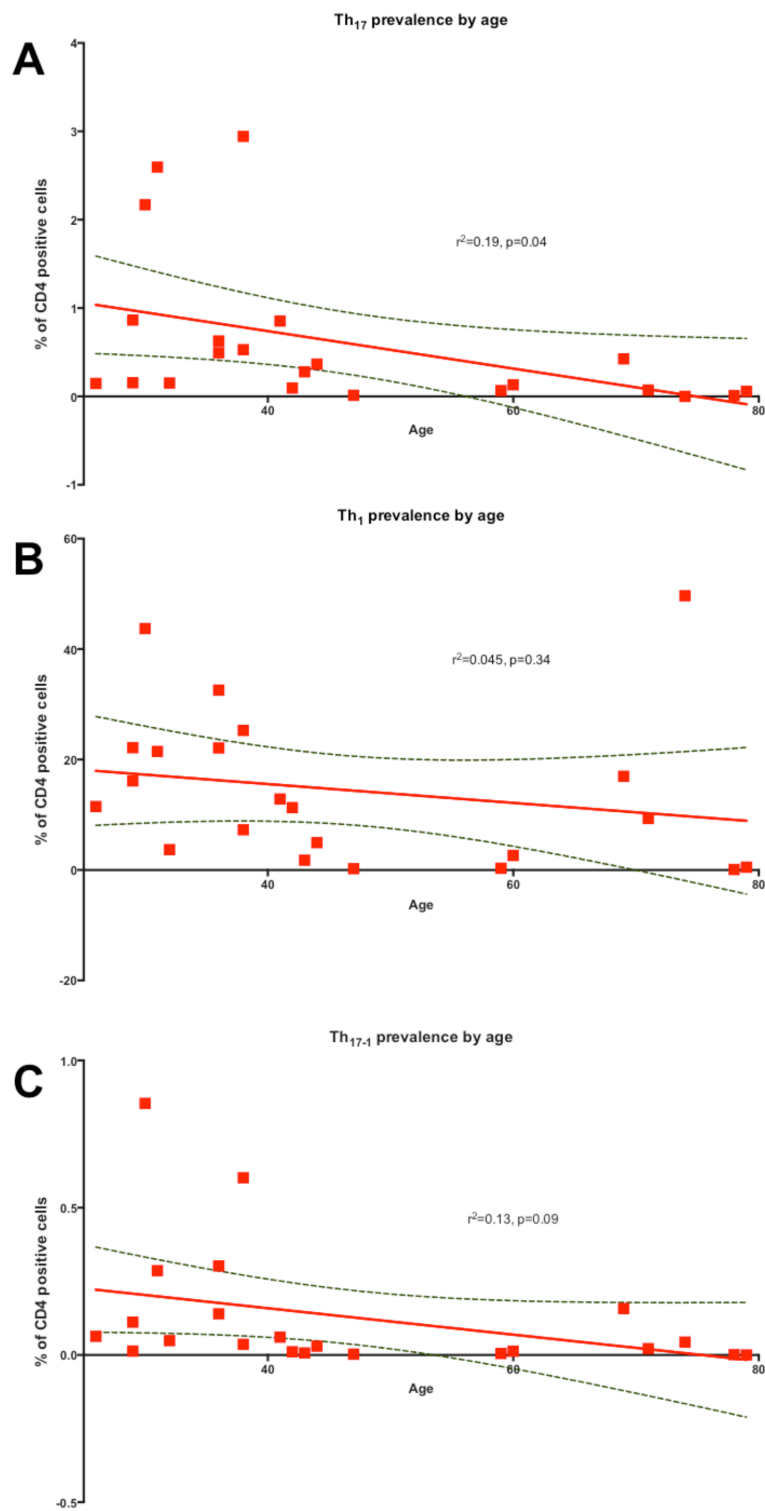 Th17 prevalence by age
A
4
3
2
1
0
-1
% of CD4 positive cells
r2=0.19, p=0.04
40
60
80
Age
Th1 prevalence by age
B
60
40
20
0
-20
% of CD4 positive cells
r2=0.045, p=0.34
40
60
80
Age
Th17-1 prevalence by age
C
1.0
0.5
0.0
-0.5
% of CD4 positive cells
r2=0.13, p=0.09
40
60
80
Age